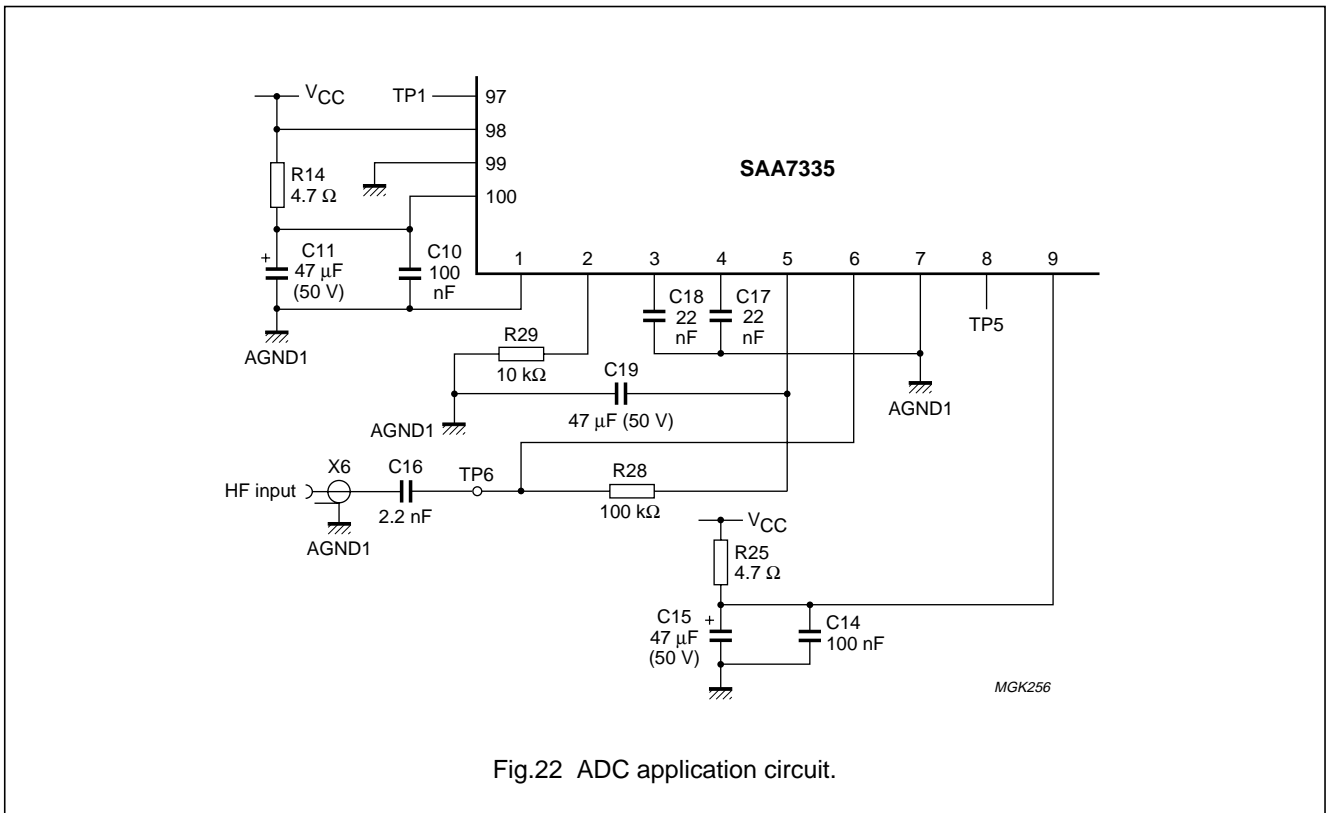 VCC
TP1
97
98
99
100
SAA7335
R14
4.7 Ω
+
C11
47 μF
(50 V)
C10
100
nF
AGND1
1
2
3
4
5
6
7
8
9
C18
22
nF
C17
22
nF
TP5
R29
10 kΩ
C19
47 μF (50 V)
AGND1
AGND1
HF input
X6
C16
2.2 nF
TP6
R28
100 kΩ
AGND1
VCC
R25
4.7 Ω
C15
+
47 μF
(50 V)
C14
100 nF
MGK256
Fig.22 ADC application circuit.